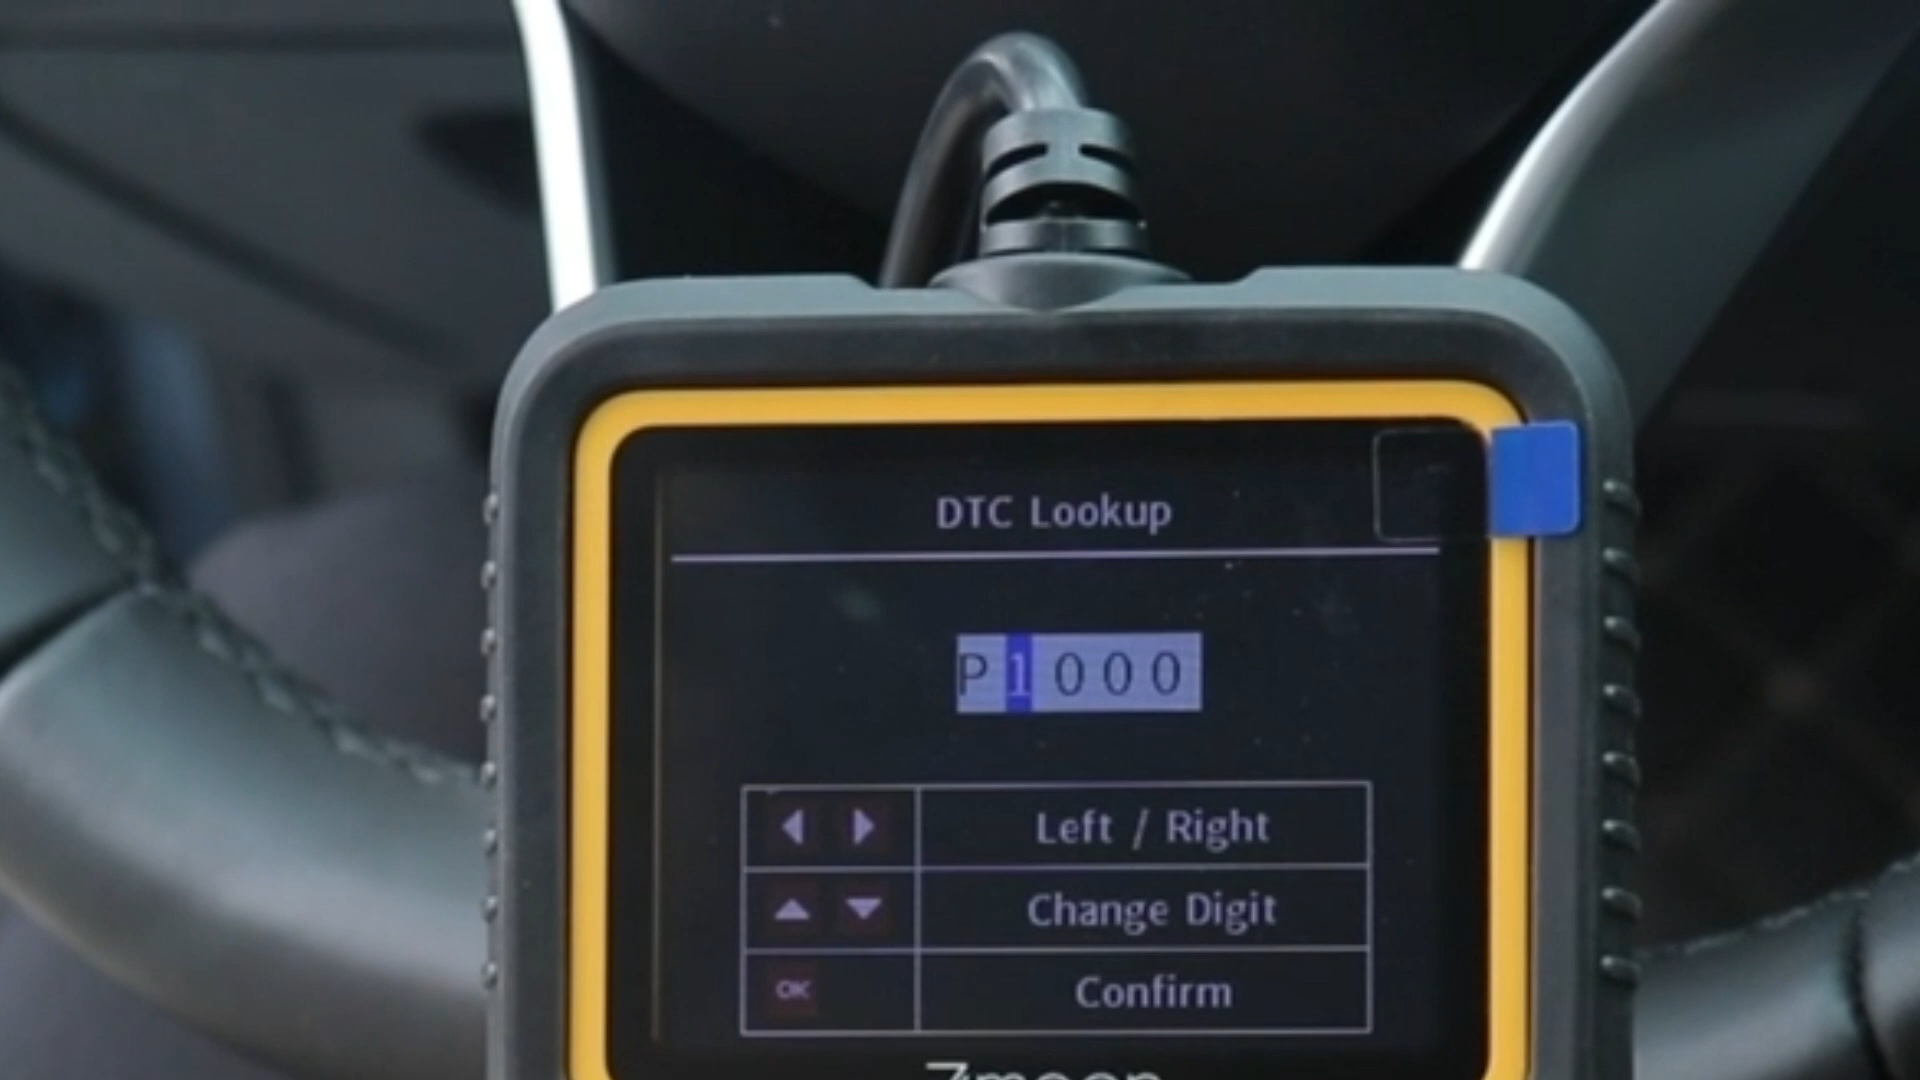 DTC Lookup
P1000
Left / Right
Change Digit
OK Confirm